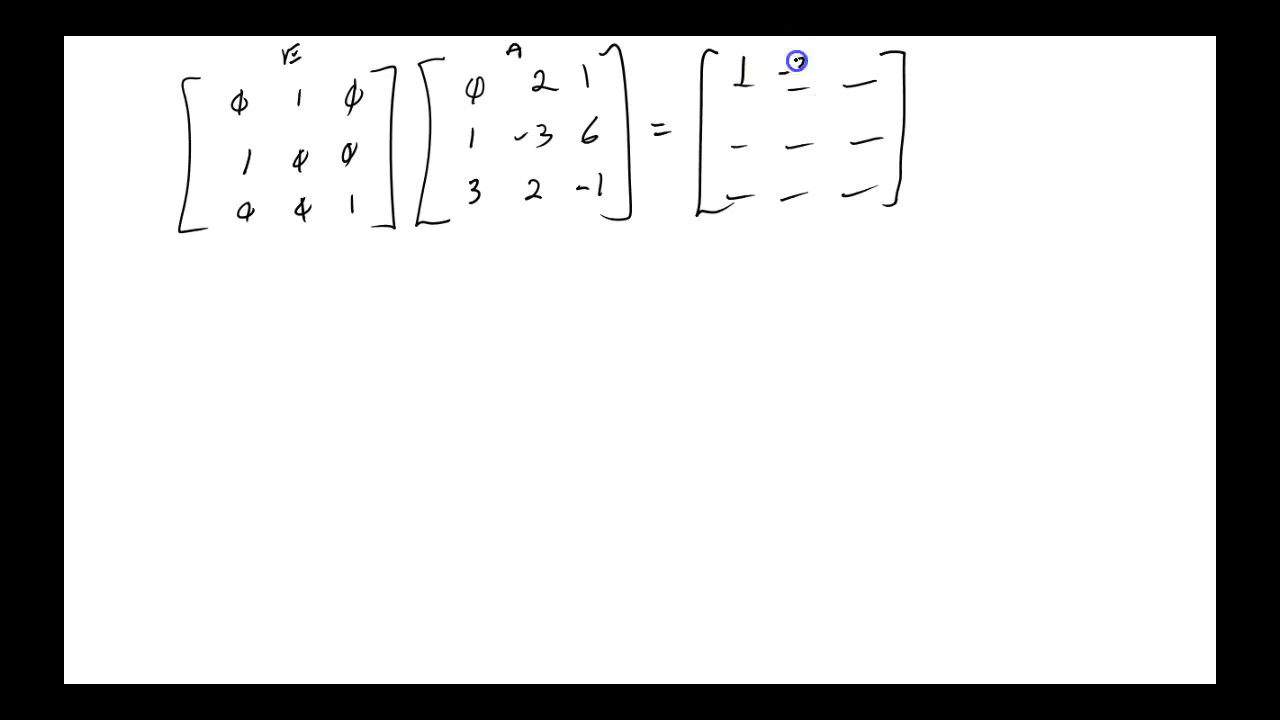 A
[ 0 1 0 ] [ 0 2 1 ] = [ 1 _ _ ]
[ 1 0 0 ] [ 1 -3 6 ] [ _ _ _ ]
[ 0 0 1 ] [ 3 2 -1 ] [ _ _ _ ]